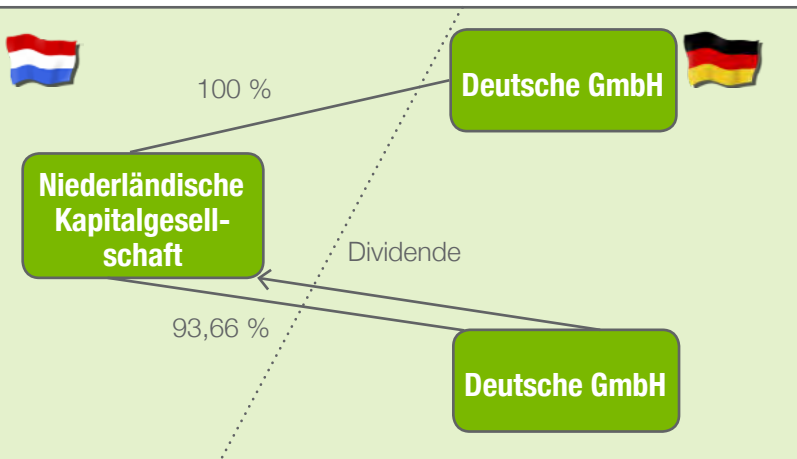 Deutsche GmbH
100 %
Niederländische
Kapitalgesell-
schaft
Dividende
93,66 %
Deutsche GmbH